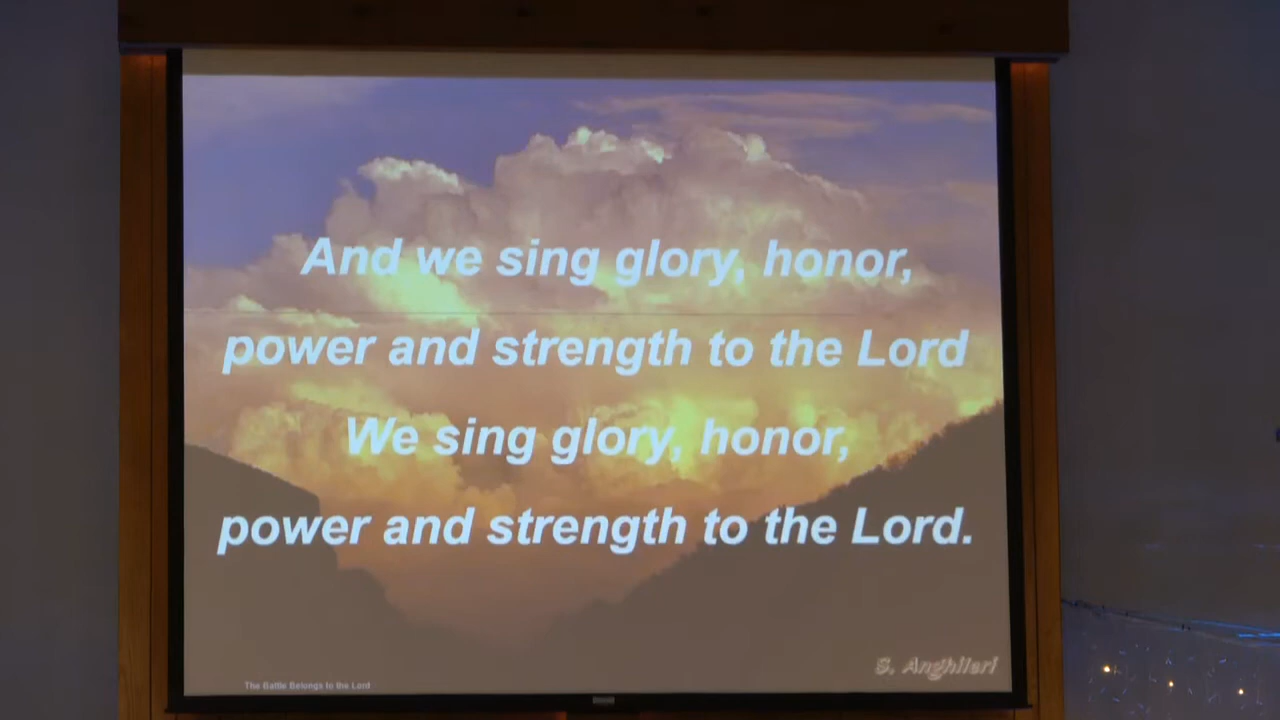 And we sing glory, honor,
power and strength to the Lord
We sing glory, honor,
power and strength to the Lord.
S. Anghileri
The Battle Belongs to the Lord